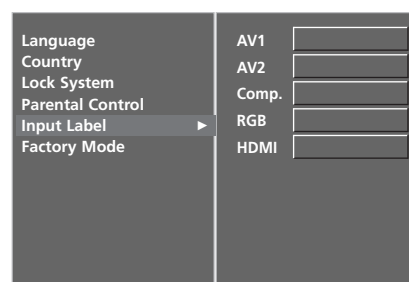 Language
Country
Lock System
Parental Control
Input Label ►
Factory Mode
AV1
AV2
Comp.
RGB
HDMI